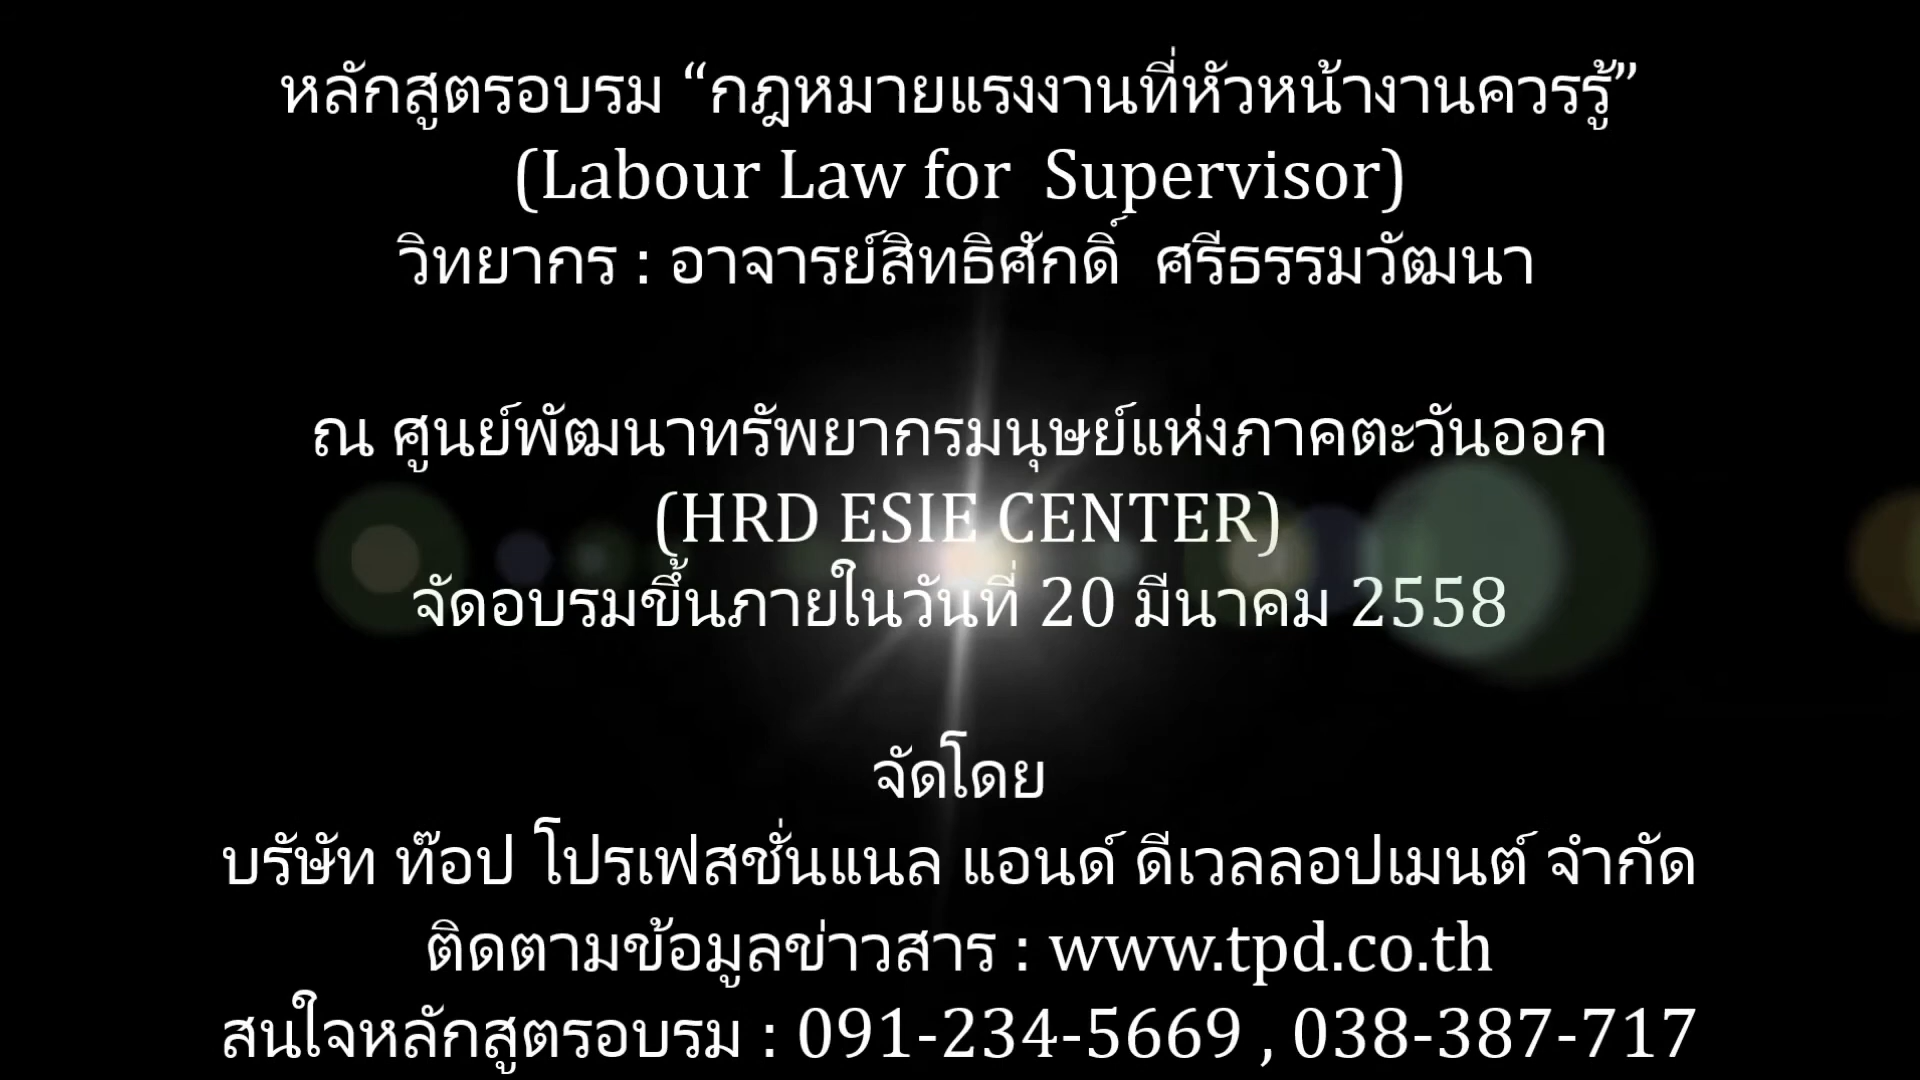 หลักสูตรอบรม “กฎหมายแรงงานที่หัวหน้างานควรรู้”
(Labour Law for  Supervisor)
วิทยากร : อาจารย์สิทธิศักดิ์  ศรีธรรมวัฒนา
ณ ศูนย์พัฒนาทรัพยากรมนุษย์แห่งภาคตะวันออก
(HRD ESIE CENTER)
จัดอบรมขึ้นภายในวันที่ 20 มีนาคม 2558
จัดโดย
บริษัท ท๊อป โปรเฟสชั่นแนล แอนด์ ดีเวลลอปเมนต์ จำกัด
ติดตามข้อมูลข่าวสาร : www.tpd.co.th
สนใจหลักสูตรอบรม : 091-234-5669 , 038-387-717